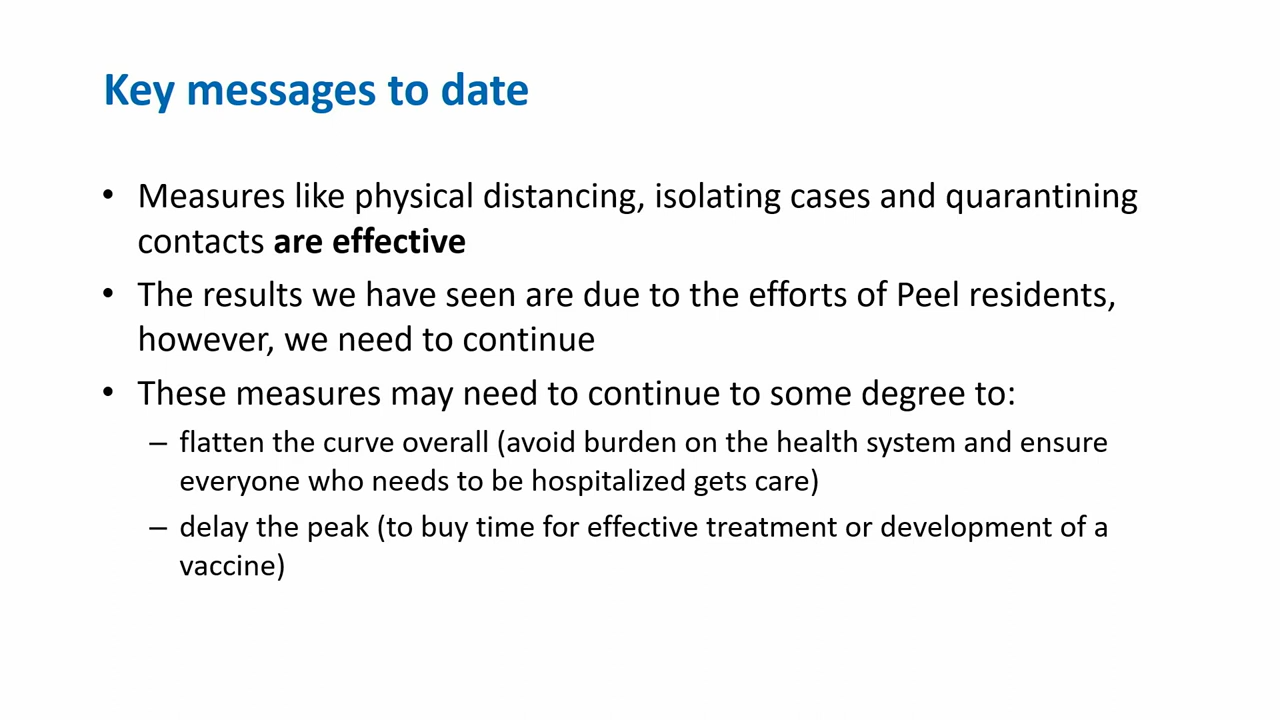 Key messages to date
• Measures like physical distancing, isolating cases and quarantining
contacts are effective
• The results we have seen are due to the efforts of Peel residents,
however, we need to continue
• These measures may need to continue to some degree to:
– flatten the curve overall (avoid burden on the health system and ensure
everyone who needs to be hospitalized gets care)
– delay the peak (to buy time for effective treatment or development of a
vaccine)